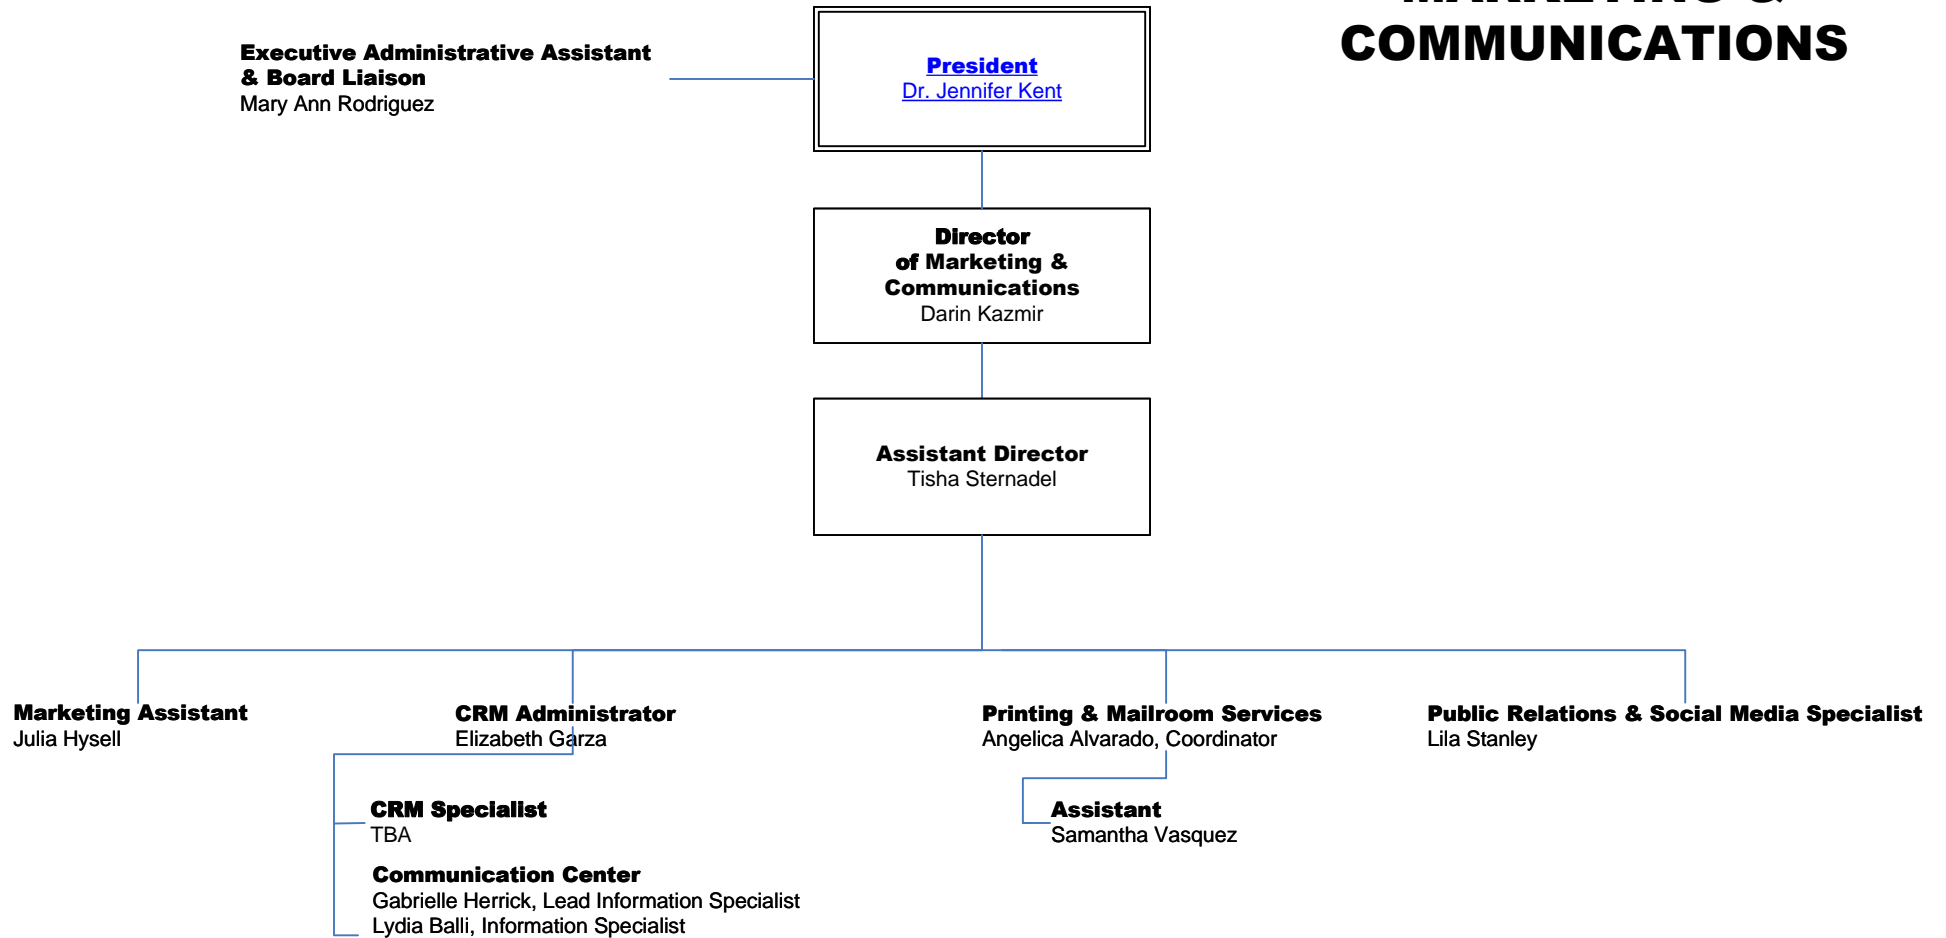 MARKETING &
COMMUNICATIONS
Executive Administrative Assistant
& Board Liaison
Mary Ann Rodriguez
President
Dr. Jennifer Kent
Director
of Marketing &
Communications
Darin Kazmir
Assistant Director
Tisha Sternadel
Marketing Assistant
Julia Hysell
CRM Administrator
Elizabeth Garza
CRM Specialist
TBA
Communication Center
Gabrielle Herrick, Lead Information Specialist
Lydia Balli, Information Specialist
Printing & Mailroom Services
Angelica Alvarado, Coordinator
Assistant
Samantha Vasquez
Public Relations & Social Media Specialist
Lila Stanley